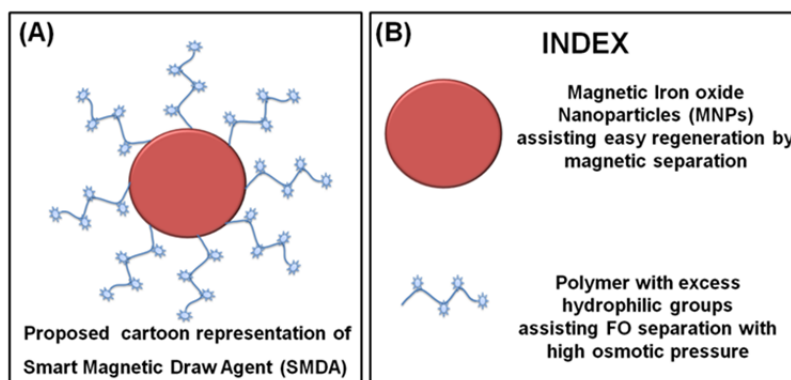 (A)
Proposed cartoon representation of
Smart Magnetic Draw Agent (SMDA)
(B)
INDEX
Magnetic Iron oxide
Nanoparticles (MNPs)
assisting easy regeneration by
magnetic separation
Polymer with excess
hydrophilic groups
assisting FO separation with
high osmotic pressure